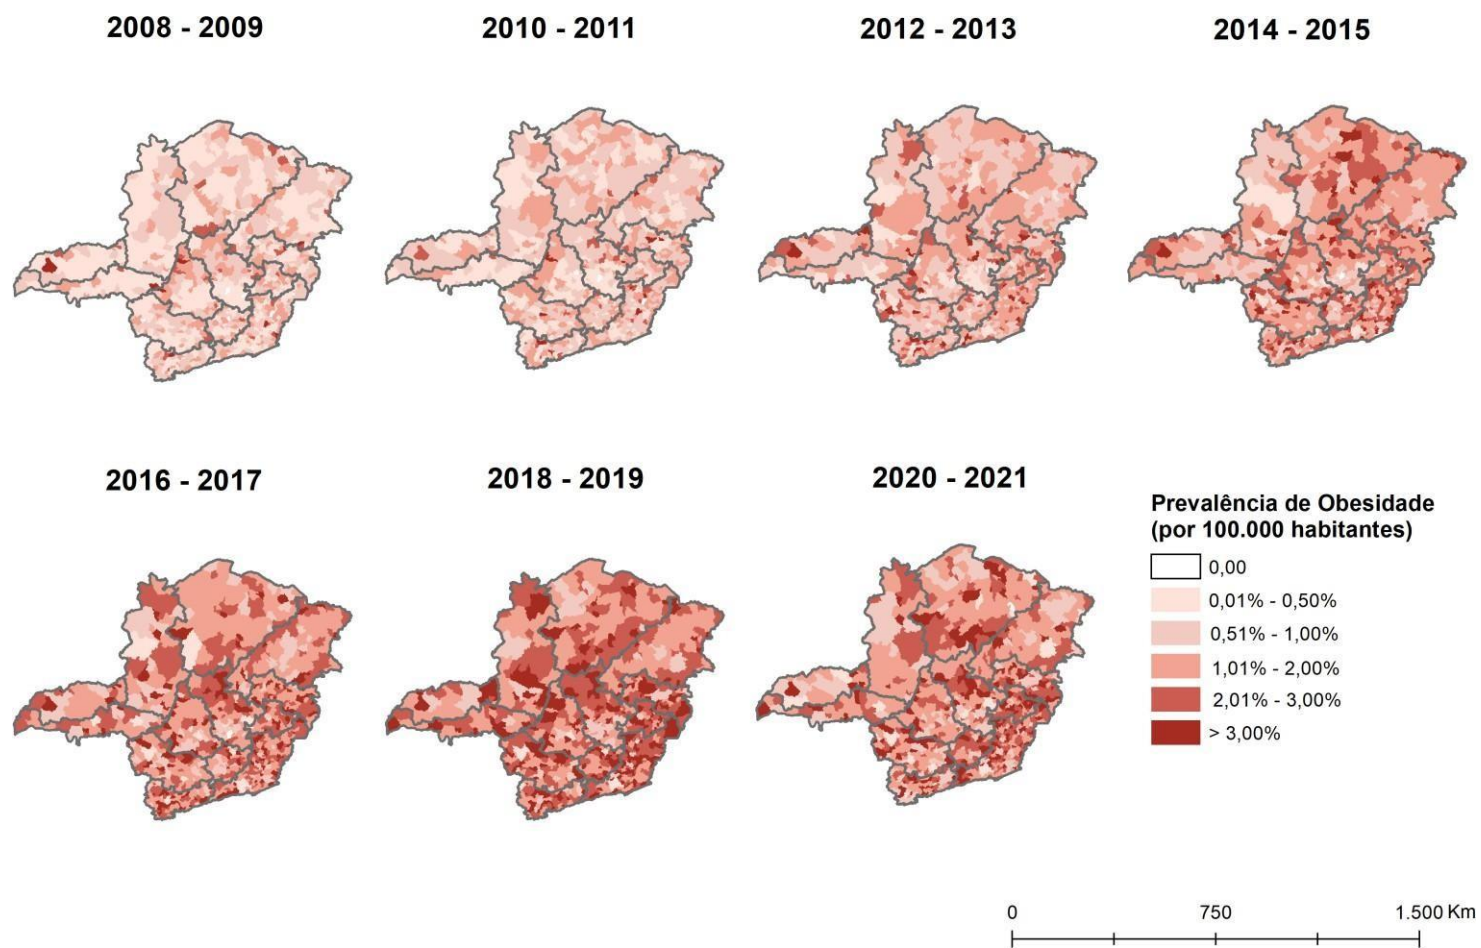 2008 - 2009
2010 - 2011
2012 - 2013
2014 - 2015
2016 - 2017
2018 - 2019
2020 - 2021
Prevalência de Obesidade
(por 100.000 habitantes)
0,00
0,01% - 0,50%
0,51% - 1,00%
1,01% - 2,00%
2,01% - 3,00%
> 3,00%
0 750 1.500 Km